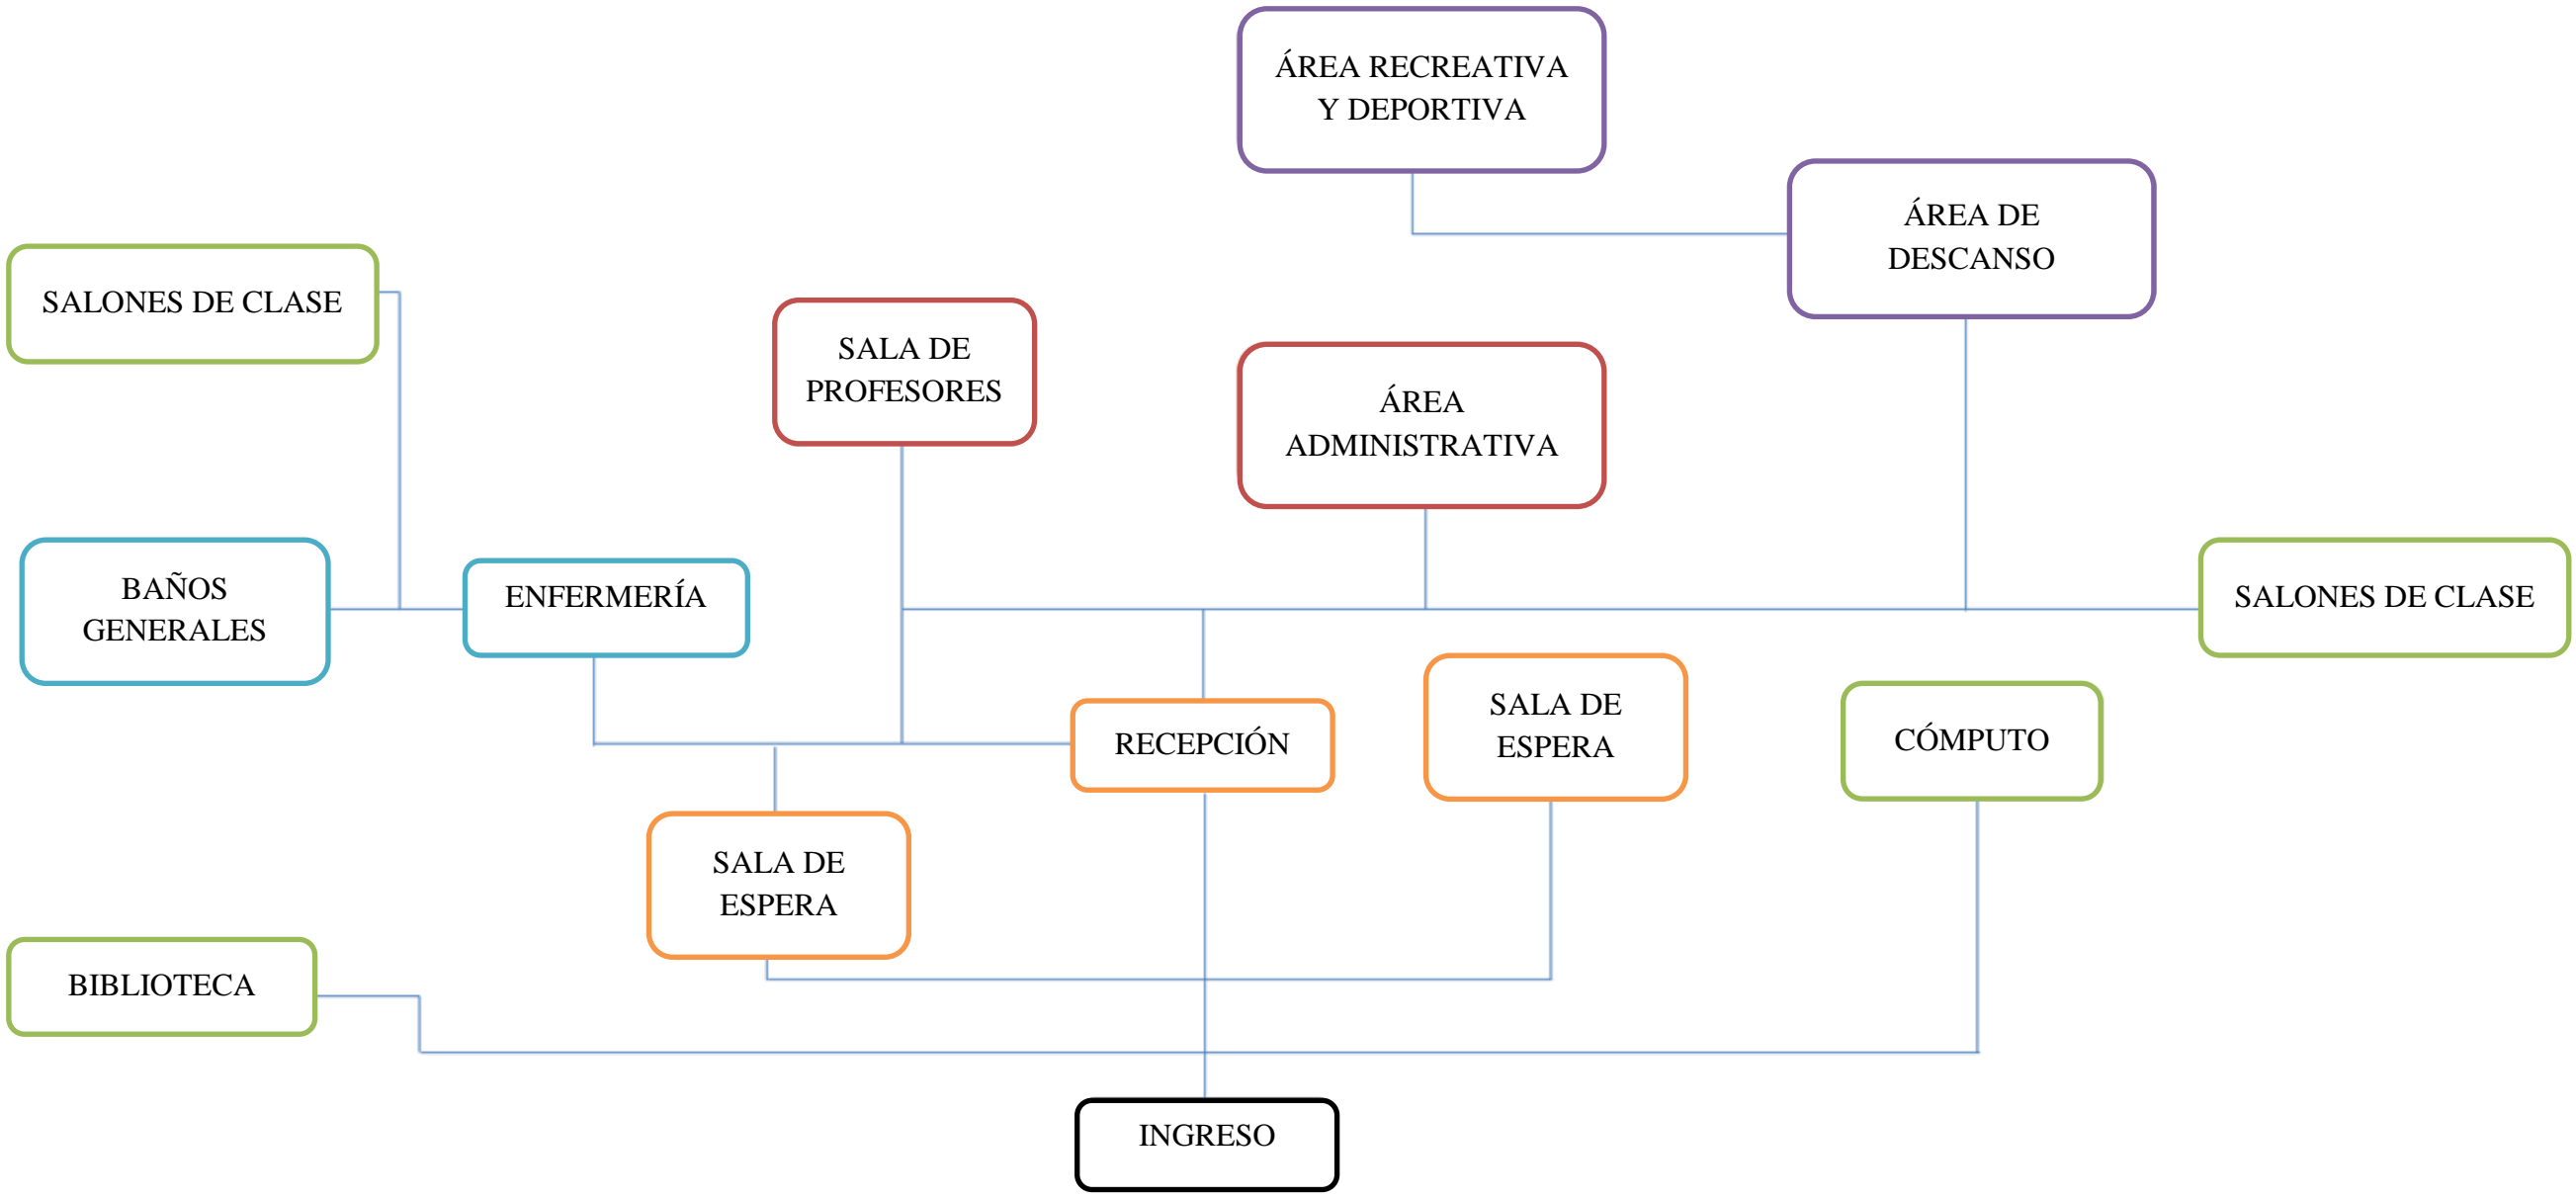 ÁREA RECREATIVA
Y DEPORTIVA
ÁREA DE
DESCANSO
SALONES DE CLASE
SALA DE
PROFESORES
ÁREA
ADMINISTRATIVA
BAÑOS
GENERALES
ENFERMERÍA
SALONES DE CLASE
RECEPCIÓN
SALA DE
ESPERA
CÓMPUTO
SALA DE
ESPERA
BIBLIOTECA
INGRESO